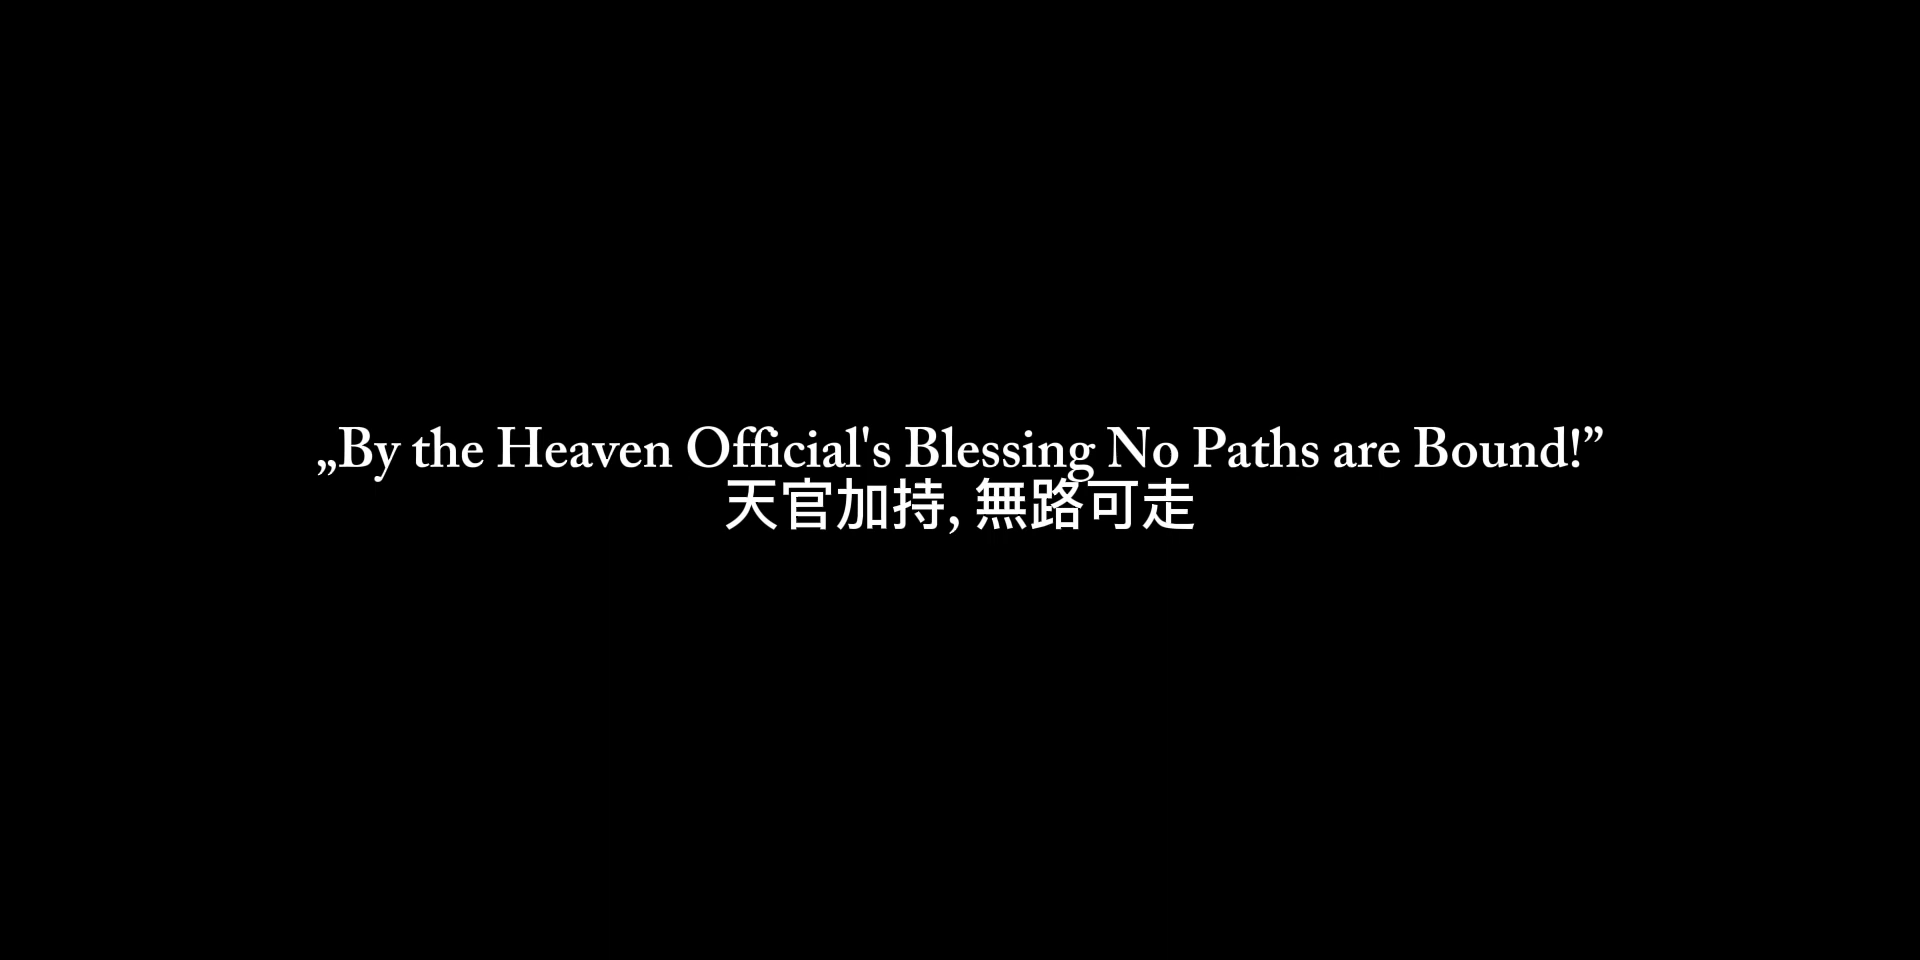 „By the Heaven Official's Blessing No Paths are Bound!”
天官加持, 無路可走